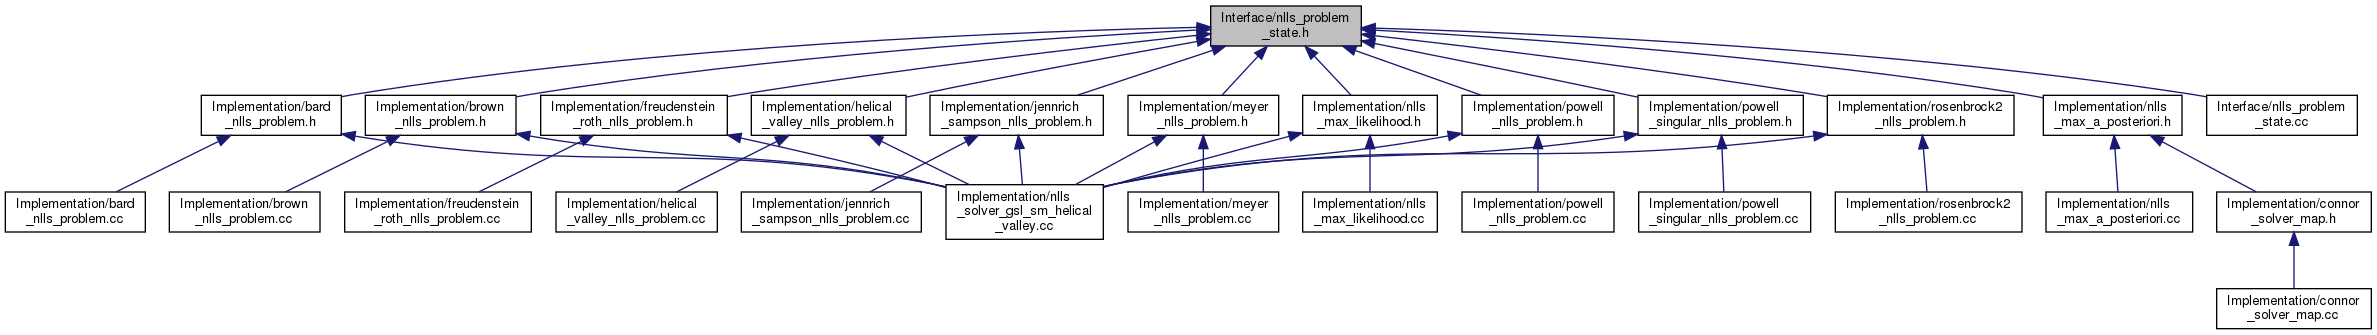 Interface/nlls_problem
_state.h
Implementation/bard
_nlls_problem.h
Implementation/brown
_nlls_problem.h
Implementation/freudenstein
_roth_nlls_problem.h
Implementation/helical
_valley_nlls_problem.h
Implementation/jennrich
_sampson_nlls_problem.h
Implementation/meyer
_nlls_problem.h
Implementation/nlls
_max_likelihood.h
Implementation/powell
_nlls_problem.h
Implementation/powell
_singular_nlls_problem.h
Implementation/rosenbrock2
_nlls_problem.h
Implementation/nlls
_max_a_posteriori.h
Interface/nlls_problem
_state.cc
Implementation/bard
_nlls_problem.cc
Implementation/brown
_nlls_problem.cc
Implementation/freudenstein
_roth_nlls_problem.cc
Implementation/helical
_valley_nlls_problem.cc
Implementation/jennrich
_sampson_nlls_problem.cc
Implementation/nlls
_solver_gsl_sm_helical
_valley.cc
Implementation/meyer
_nlls_problem.cc
Implementation/nlls
_max_likelihood.cc
Implementation/powell
_nlls_problem.cc
Implementation/powell
_singular_nlls_problem.cc
Implementation/rosenbrock2
_nlls_problem.cc
Implementation/nlls
_max_a_posteriori.cc
Implementation/connor
_solver_map.h
Implementation/connor
_solver_map.cc